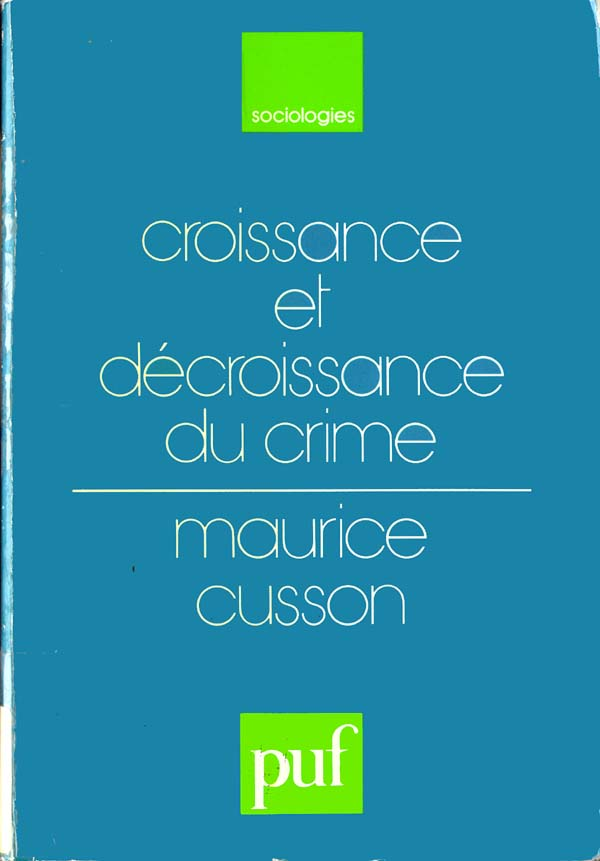 sociologies
croissance
et
décroissance
du crime
maurice
cusson
puf